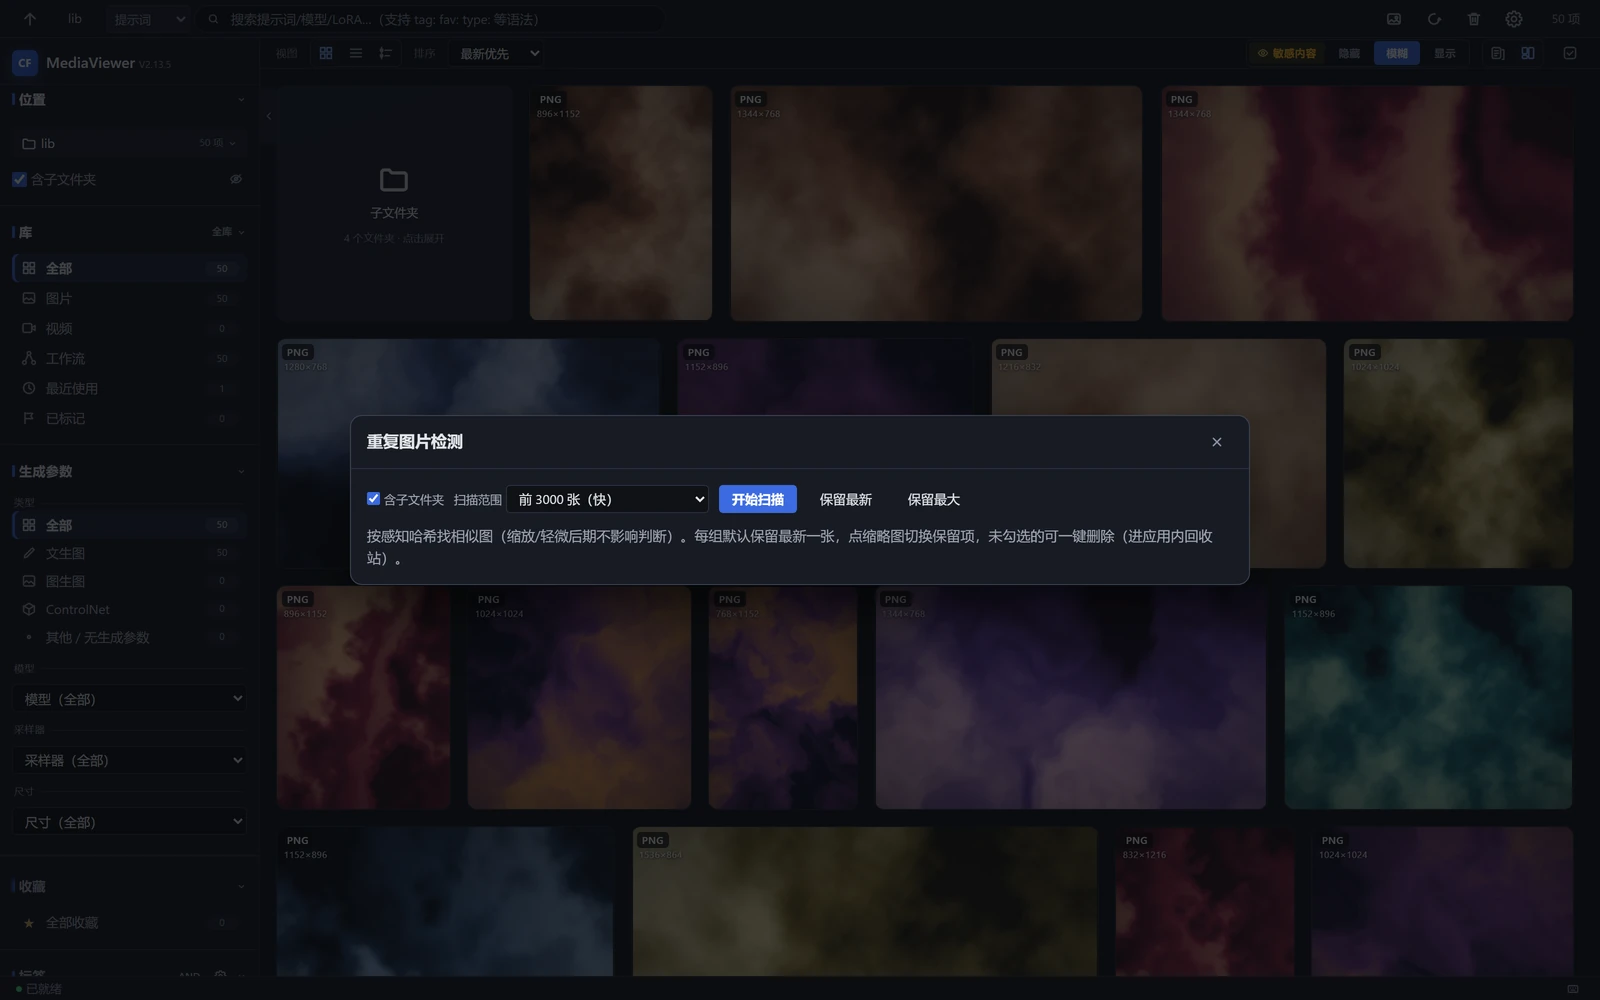 lib
提示词
搜索提示词/模型/LoRA...（支持 tag: fav: type: 等语法）
50 项
CF
MediaViewer V2.13.5
视图
排序
最新优先
敏感内容
隐藏
模糊
显示
位置
lib
50 项
含子文件夹
库
全库
全部
50
图片
50
视频
0
工作流
50
最近使用
1
已标记
0
生成参数
类型
全部
50
文生图
50
图生图
0
ControlNet
0
其他 / 无生成参数
0
模型
模型（全部）
采样器
采样器（全部）
尺寸
尺寸（全部）
收藏
全部收藏
0
标签
AND
已就绪
子文件夹
4 个文件夹 · 点击展开
PNG
896×1152
PNG
1344×768
PNG
1344×768
PNG
1280×768
PNG
1152×896
PNG
1216×832
PNG
1024×1024
重复图片检测
含子文件夹
扫描范围
前 3000 张（快）
开始扫描
保留最新
保留最大
按感知哈希找相似图（缩放/轻微后期不影响判断）。每组默认保留最新一张，点缩略图切换保留项，未勾选的可一键删除（进应用内回收
站）。
PNG
896×1152
PNG
1024×1024
PNG
768×1152
PNG
1344×768
PNG
1152×896
PNG
1152×896
PNG
1536×864
PNG
832×1216
PNG
1024×1024